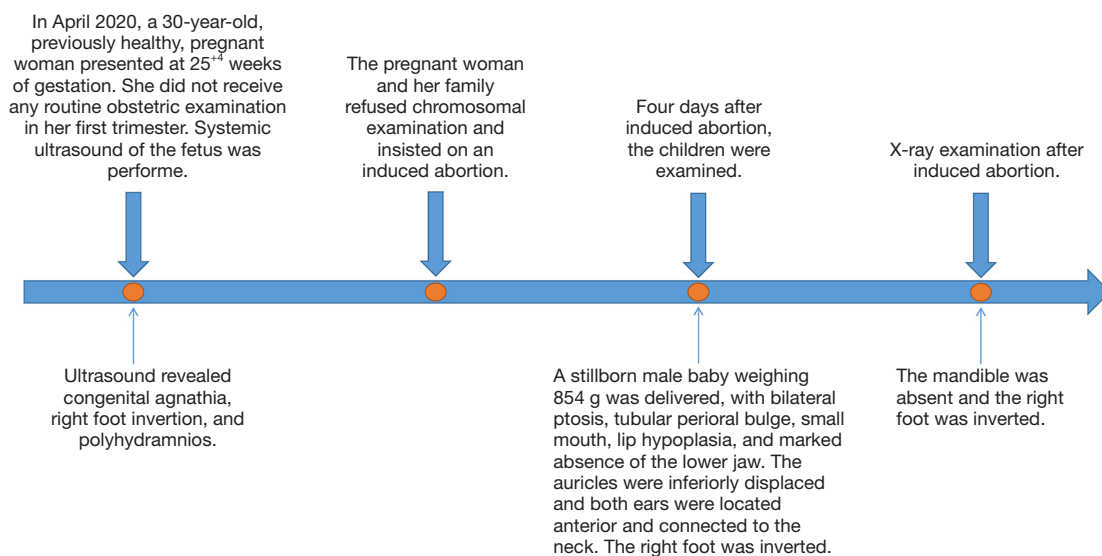 In April 2020, a 30-year-old,
previously healthy, pregnant
woman presented at 25⁺⁴ weeks
of gestation. She did not receive
any routine obstetric examination
in her first trimester. Systemic
ultrasound of the fetus was
performe.
The pregnant woman
and her family
refused chromosomal
examination and
insisted on an
induced abortion.
Four days after
induced abortion,
the children were
examined.
X-ray examination after
induced abortion.
Ultrasound revealed
congenital agnathia,
right foot invertion, and
polyhydramnios.
A stillborn male baby weighing
854 g was delivered, with bilateral
ptosis, tubular perioral bulge, small
mouth, lip hypoplasia, and marked
absence of the lower jaw. The
auricles were inferiorly displaced
and both ears were located
anterior and connected to the
neck. The right foot was inverted.
The mandible was
absent and the right
foot was inverted.